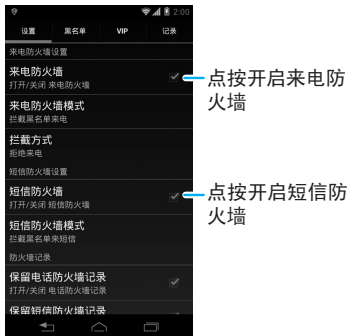 2:00
设置 黑名单 VIP 记录
来电防火墙设置
来电防火墙
打开/关闭 来电防火墙
来电防火墙模式
拦截黑名单来电
拦截方式
拒绝来电
短信防火墙设置
短信防火墙
打开/关闭 短信防火墙
短信防火墙模式
拦截黑名单来短信
防火墙记录
保留电话防火墙记录
打开/关闭 电话防火墙记录
保留短信防火墙记录
点按开启来电防
火墙
点按开启短信防
火墙